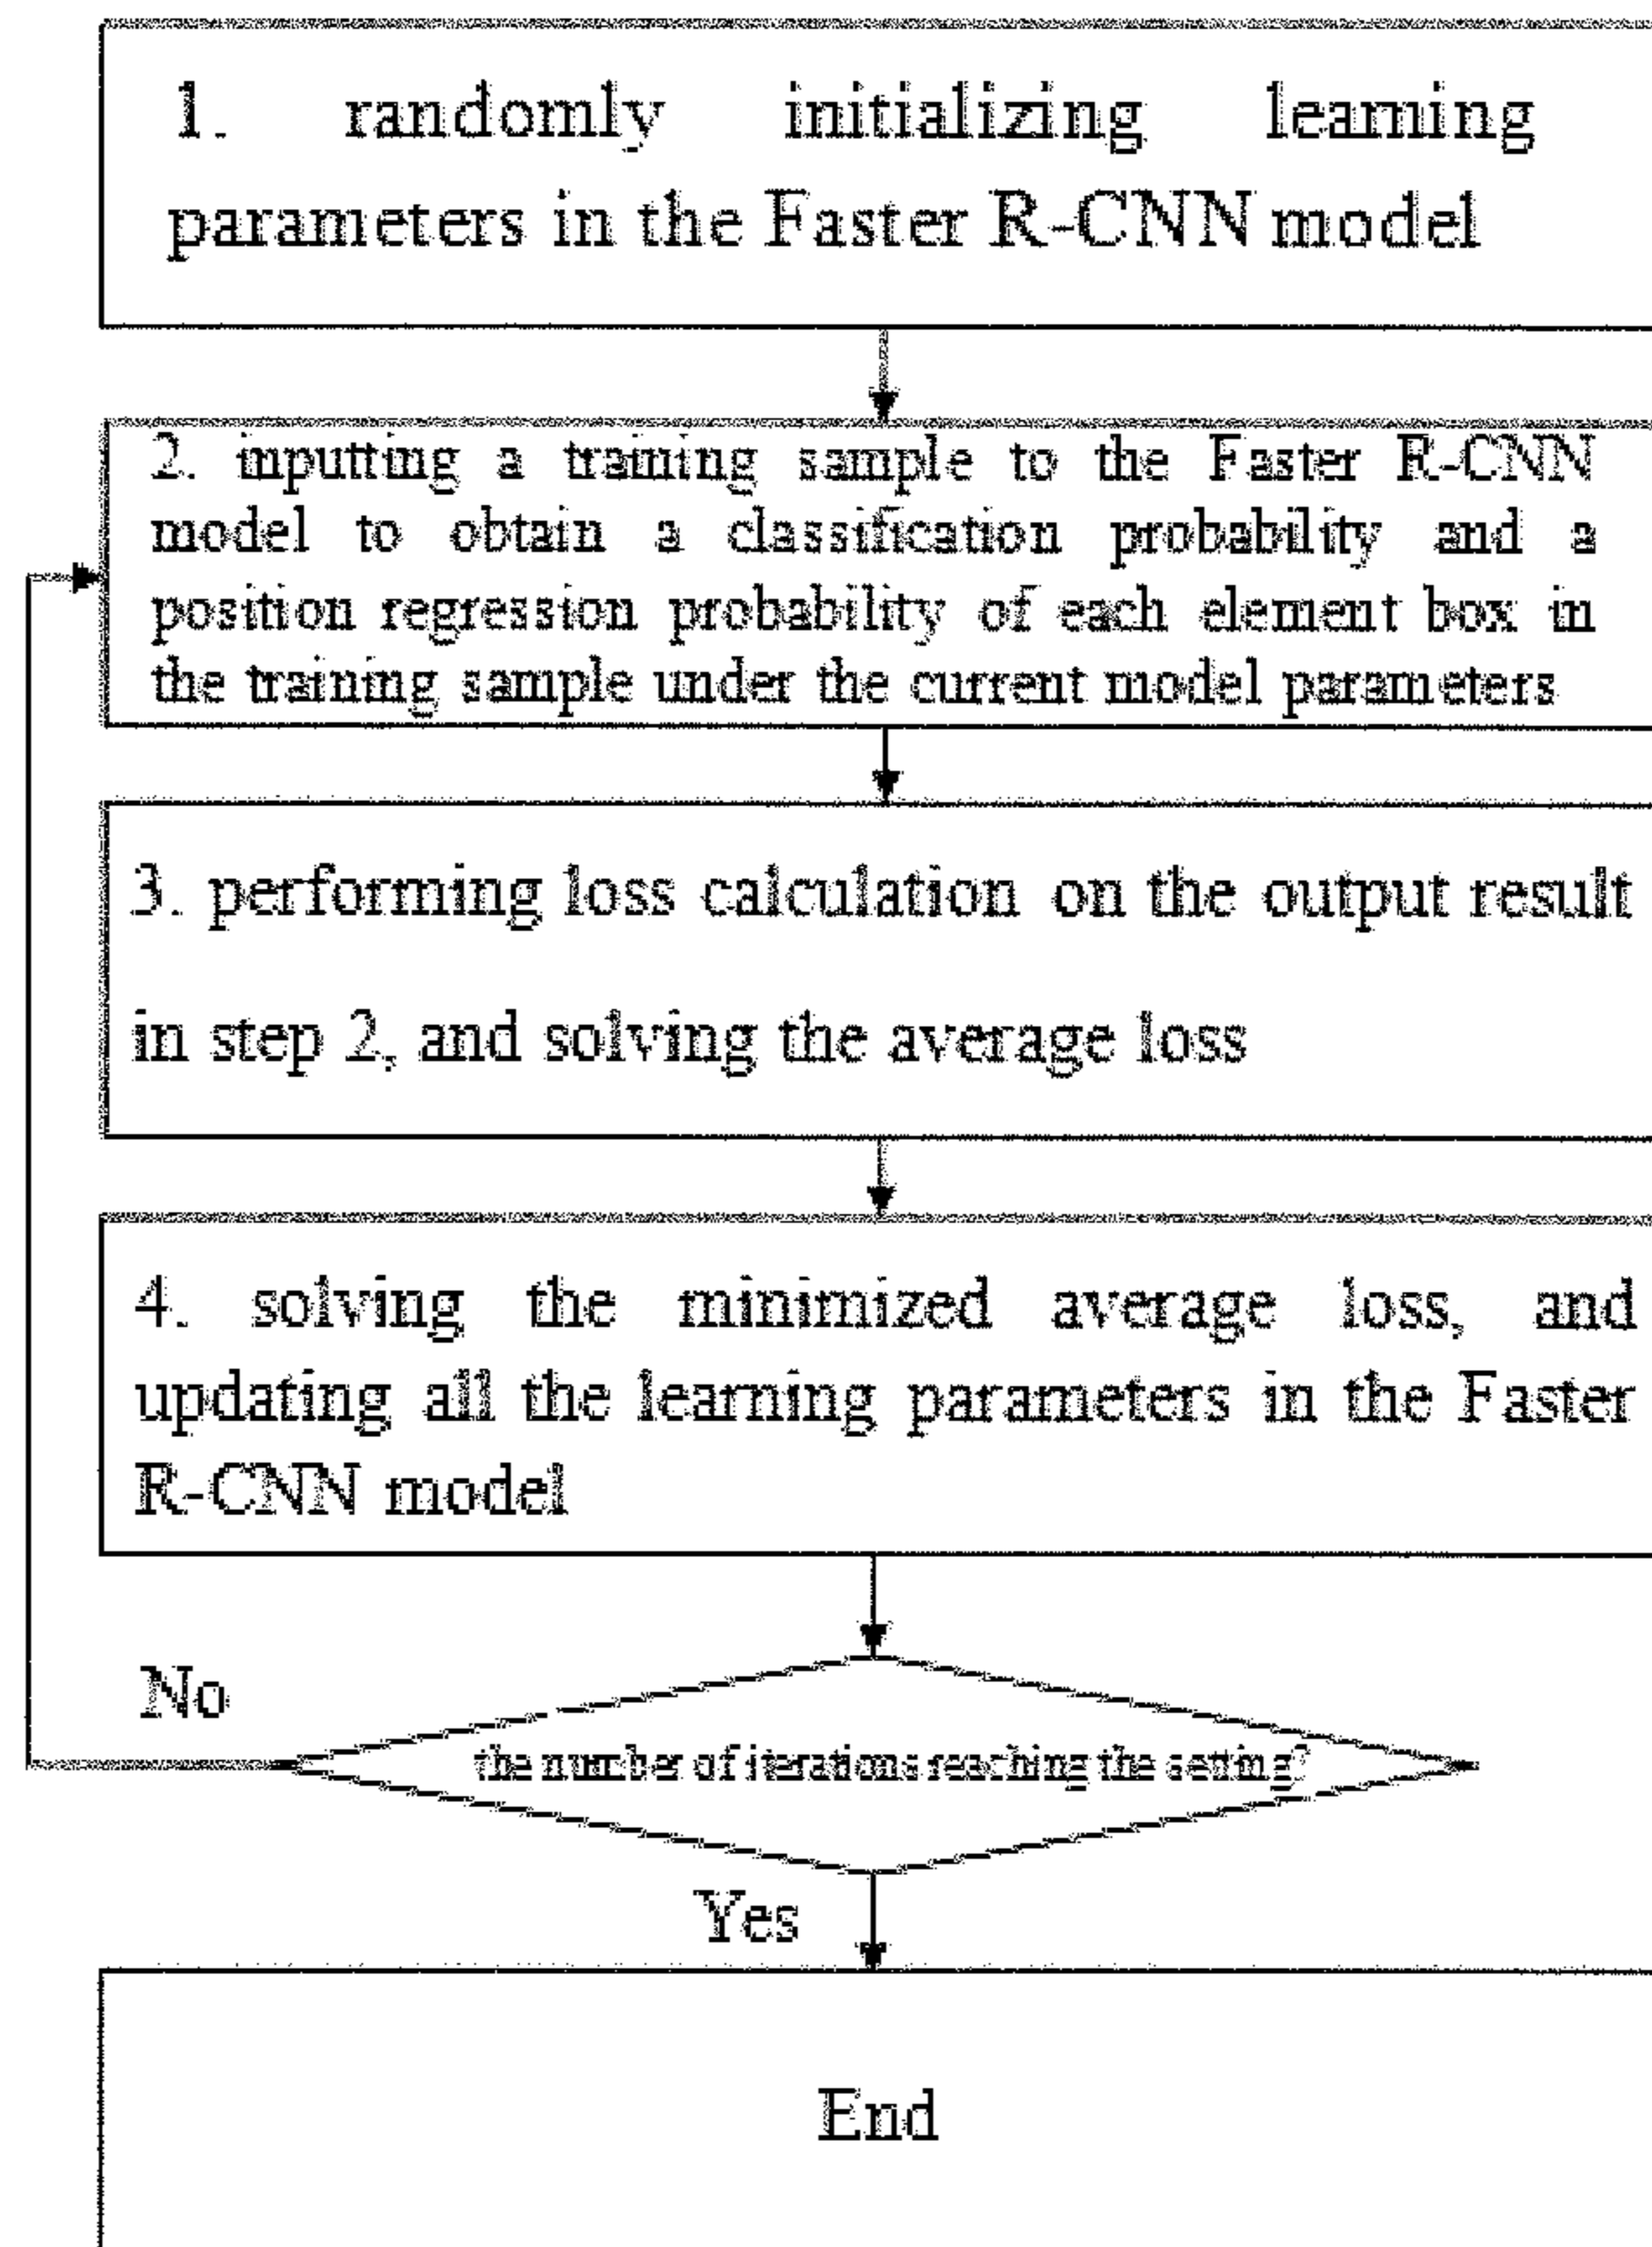 1. randomly initializing learning
parameters in the Faster R-CNN model
2. inputting a training sample to the Faster R-CNN
model to obtain a classification probability and a
position regression probability of each element box in
the training sample under the current model parameters
3. performing loss calculation on the output result
in step 2, and solving the average loss
4. solving the minimized average loss, and
updating all the learning parameters in the Faster
R-CNN model
No
the number of iterations reaching the setting?
Yes
End